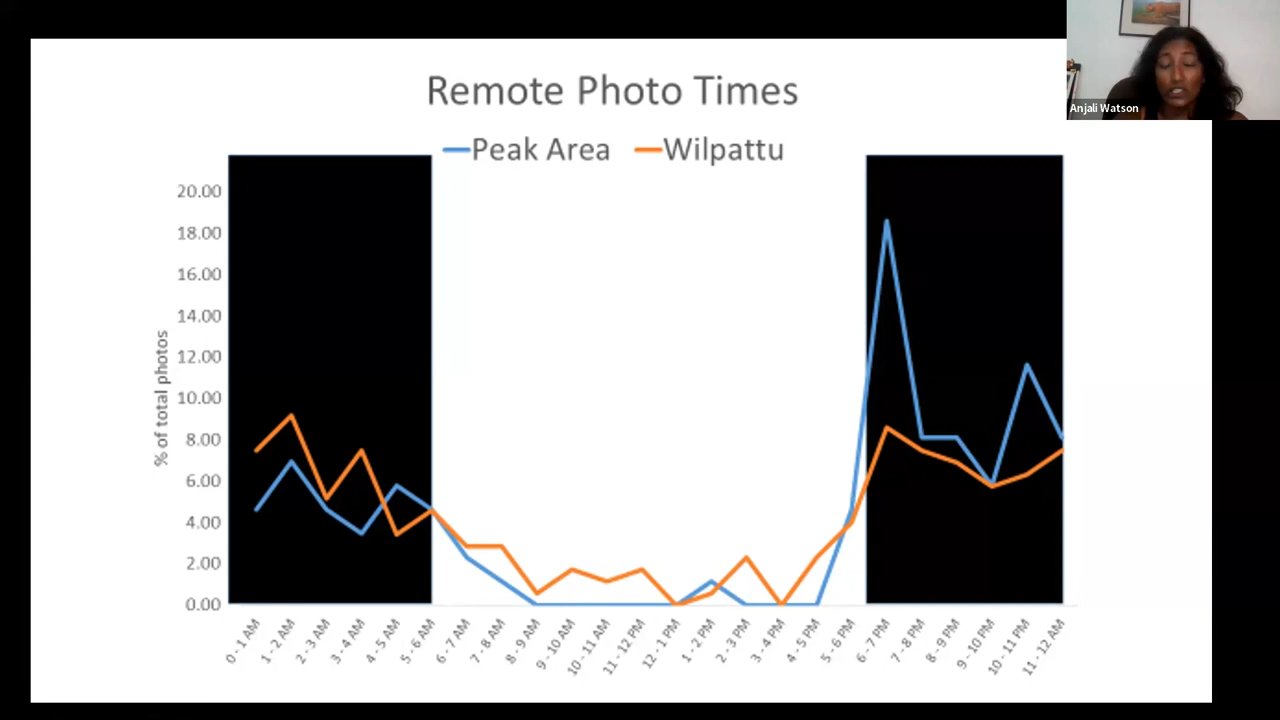 Anjali Watson
Remote Photo Times
Peak Area
Wilpattu
% of total photos
20.00
18.00
16.00
14.00
12.00
10.00
8.00
6.00
4.00
2.00
0.00
0 - 1 AM
1 - 2 AM
2 - 3 AM
3 - 4 AM
4 - 5 AM
5 - 6 AM
6 - 7 AM
7 - 8 AM
8 - 9 AM
9 - 10 AM
10 - 11 AM
11 - 12 PM
12 - 1 PM
1 - 2 PM
2 - 3 PM
3 - 4 PM
4 - 5 PM
5 - 6 PM
6 - 7 PM
7 - 8 PM
8 - 9 PM
9 - 10 PM
10 - 11 PM
11 - 12 AM